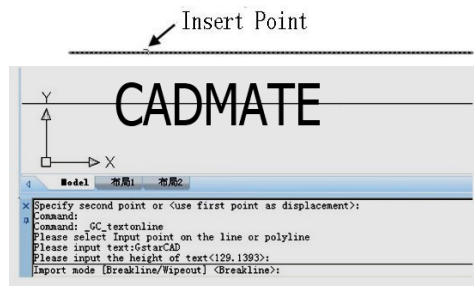 Insert Point
CADMATE
Y
X
Model 布局1 布局2
Specify second point or <use first point as displacement>:
Command:
Command: _GC_textonline
Please select Input point on the line or polyline
Please input text:GstarCAD
Please input the height of text<129.1393>:
Import mode [Breakline/Wipeout] <Breakline>: